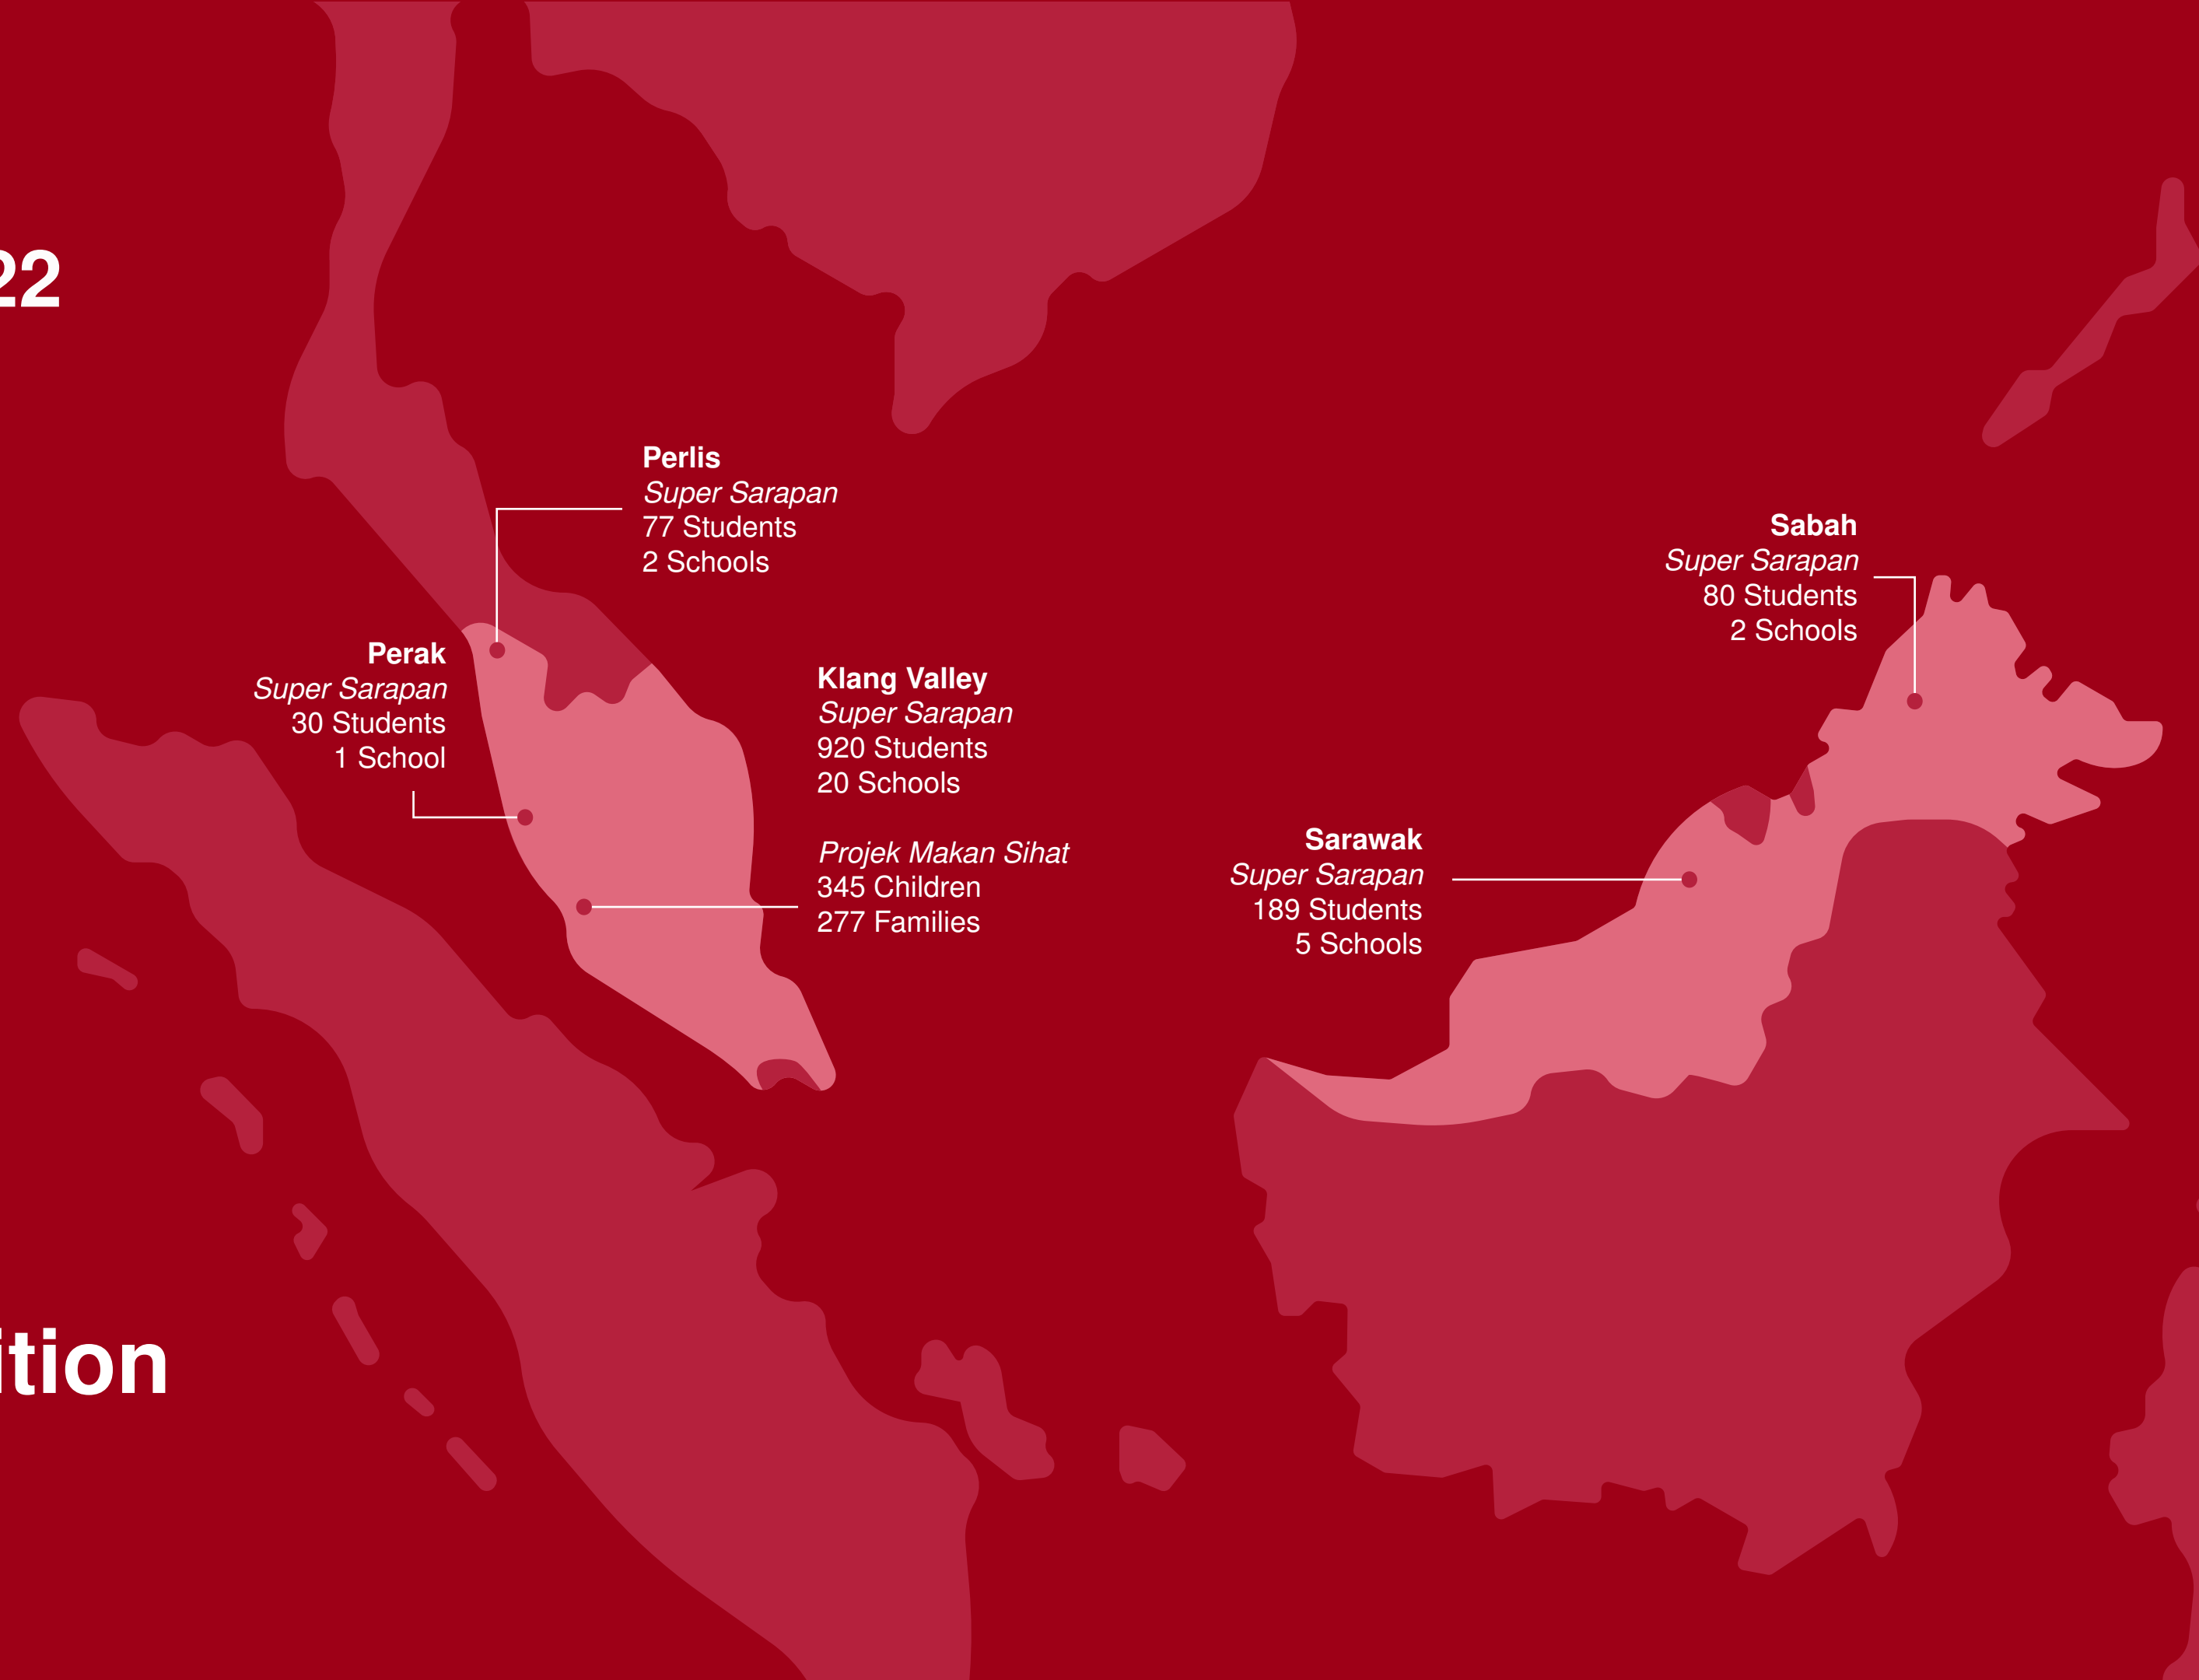 22
Perlis
Super Sarapan
77 Students
2 Schools
Perak
Super Sarapan
30 Students
1 School
Klang Valley
Super Sarapan
920 Students
20 Schools
Projek Makan Sihat
345 Children
277 Families
Sabah
Super Sarapan
80 Students
2 Schools
Sarawak
Super Sarapan
189 Students
5 Schools
ition